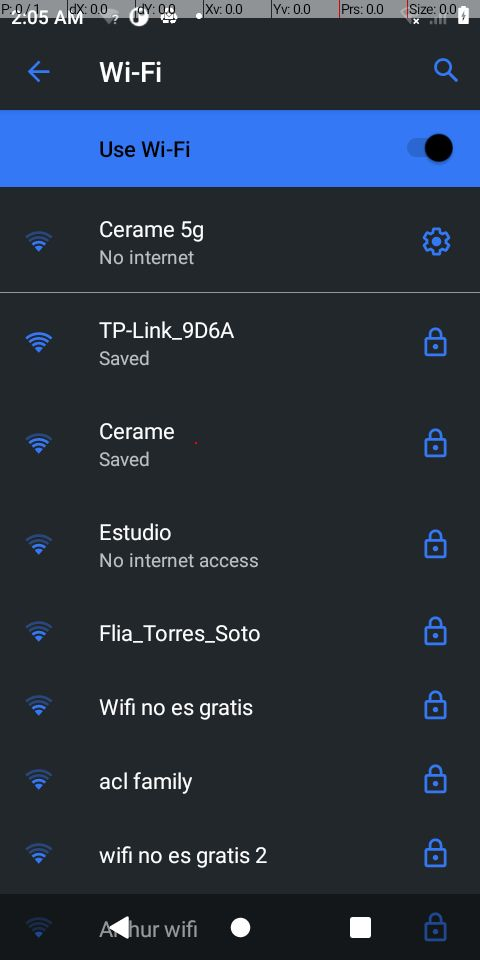 P: 0 / 1 dX: 0.0 dY: 0.0 Xv: 0.0 Yv: 0.0 Prs: 0.0 Size: 0.0
2:05 AM
Wi-Fi
Use Wi-Fi
Cerame 5g
No internet
TP-Link_9D6A
Saved
Cerame
Saved
Estudio
No internet access
Flia_Torres_Soto
Wifi no es gratis
acl family
wifi no es gratis 2
wifi